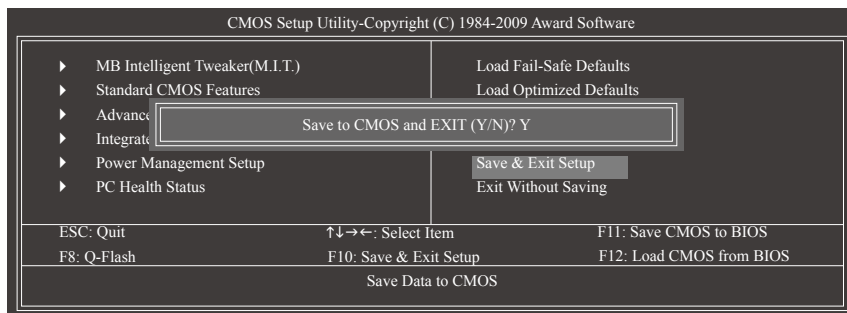 CMOS Setup Utility-Copyright (C) 1984-2009 Award Software
MB Intelligent Tweaker(M.I.T.)
Standard CMOS Features
Advance
Integrate
Power Management Setup
PC Health Status
Load Fail-Safe Defaults
Load Optimized Defaults
Save & Exit Setup
Exit Without Saving
Save to CMOS and EXIT (Y/N)? Y
ESC: Quit ↑↓→←: Select Item F11: Save CMOS to BIOS
F8: Q-Flash F10: Save & Exit Setup F12: Load CMOS from BIOS
Save Data to CMOS